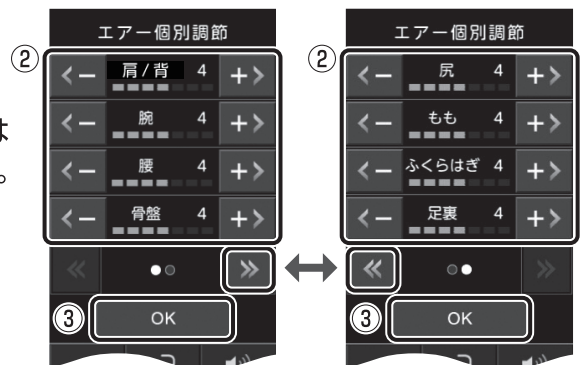 エアー個別調節
②
肩/背 4
腕 4
腰 4
骨盤 4
③
OK
エアー個別調節
②
尻 4
もも 4
ふくらはぎ 4
足裏 4
③
OK
は
。